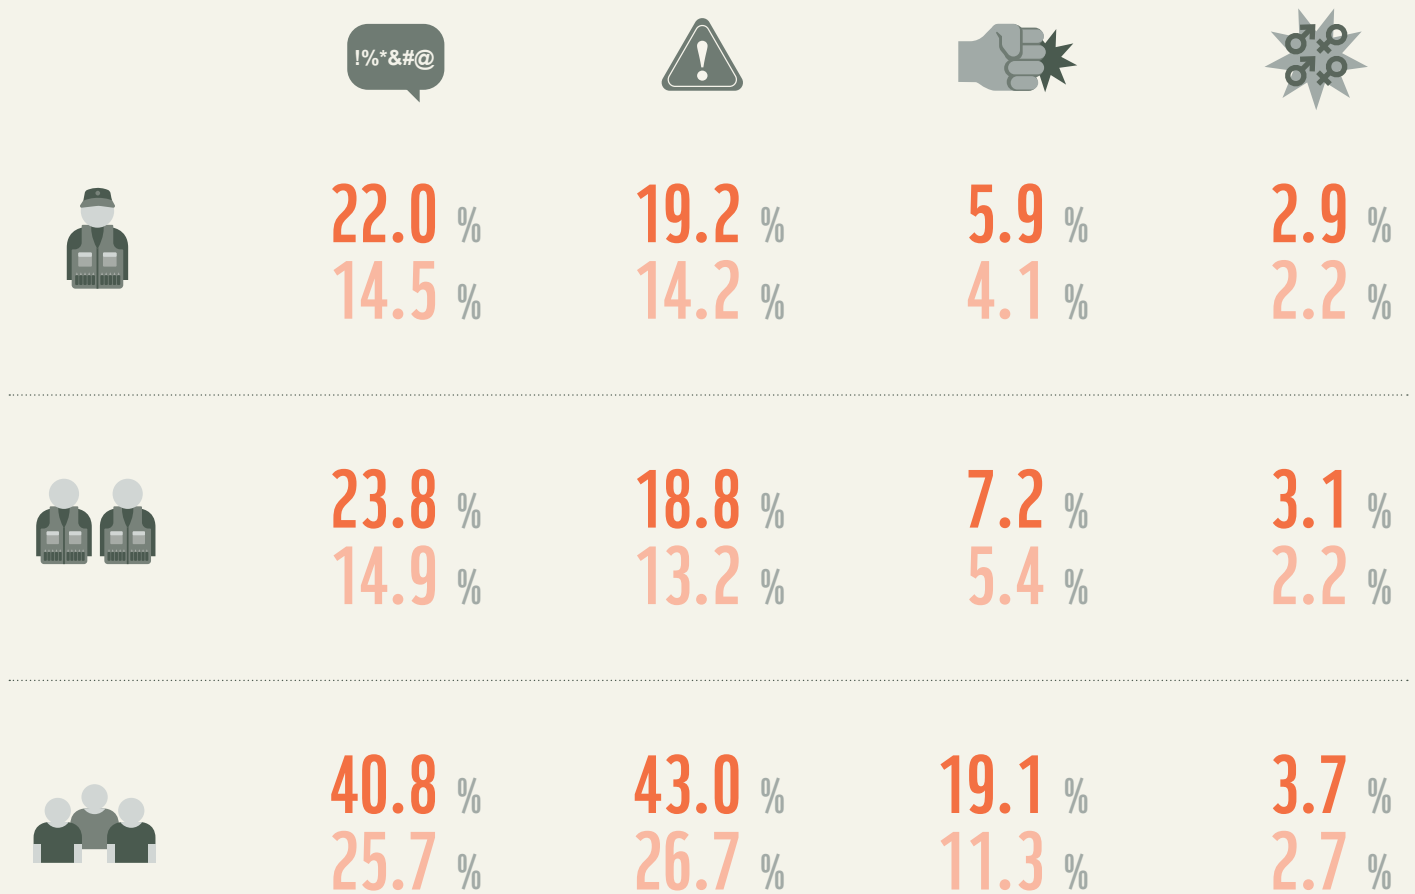 !%*&#@
!
22.0 % 19.2 % 5.9 % 2.9 %
14.5 % 14.2 % 4.1 % 2.2 %
23.8 % 18.8 % 7.2 % 3.1 %
14.9 % 13.2 % 5.4 % 2.2 %
40.8 % 43.0 % 19.1 % 3.7 %
25.7 % 26.7 % 11.3 % 2.7 %